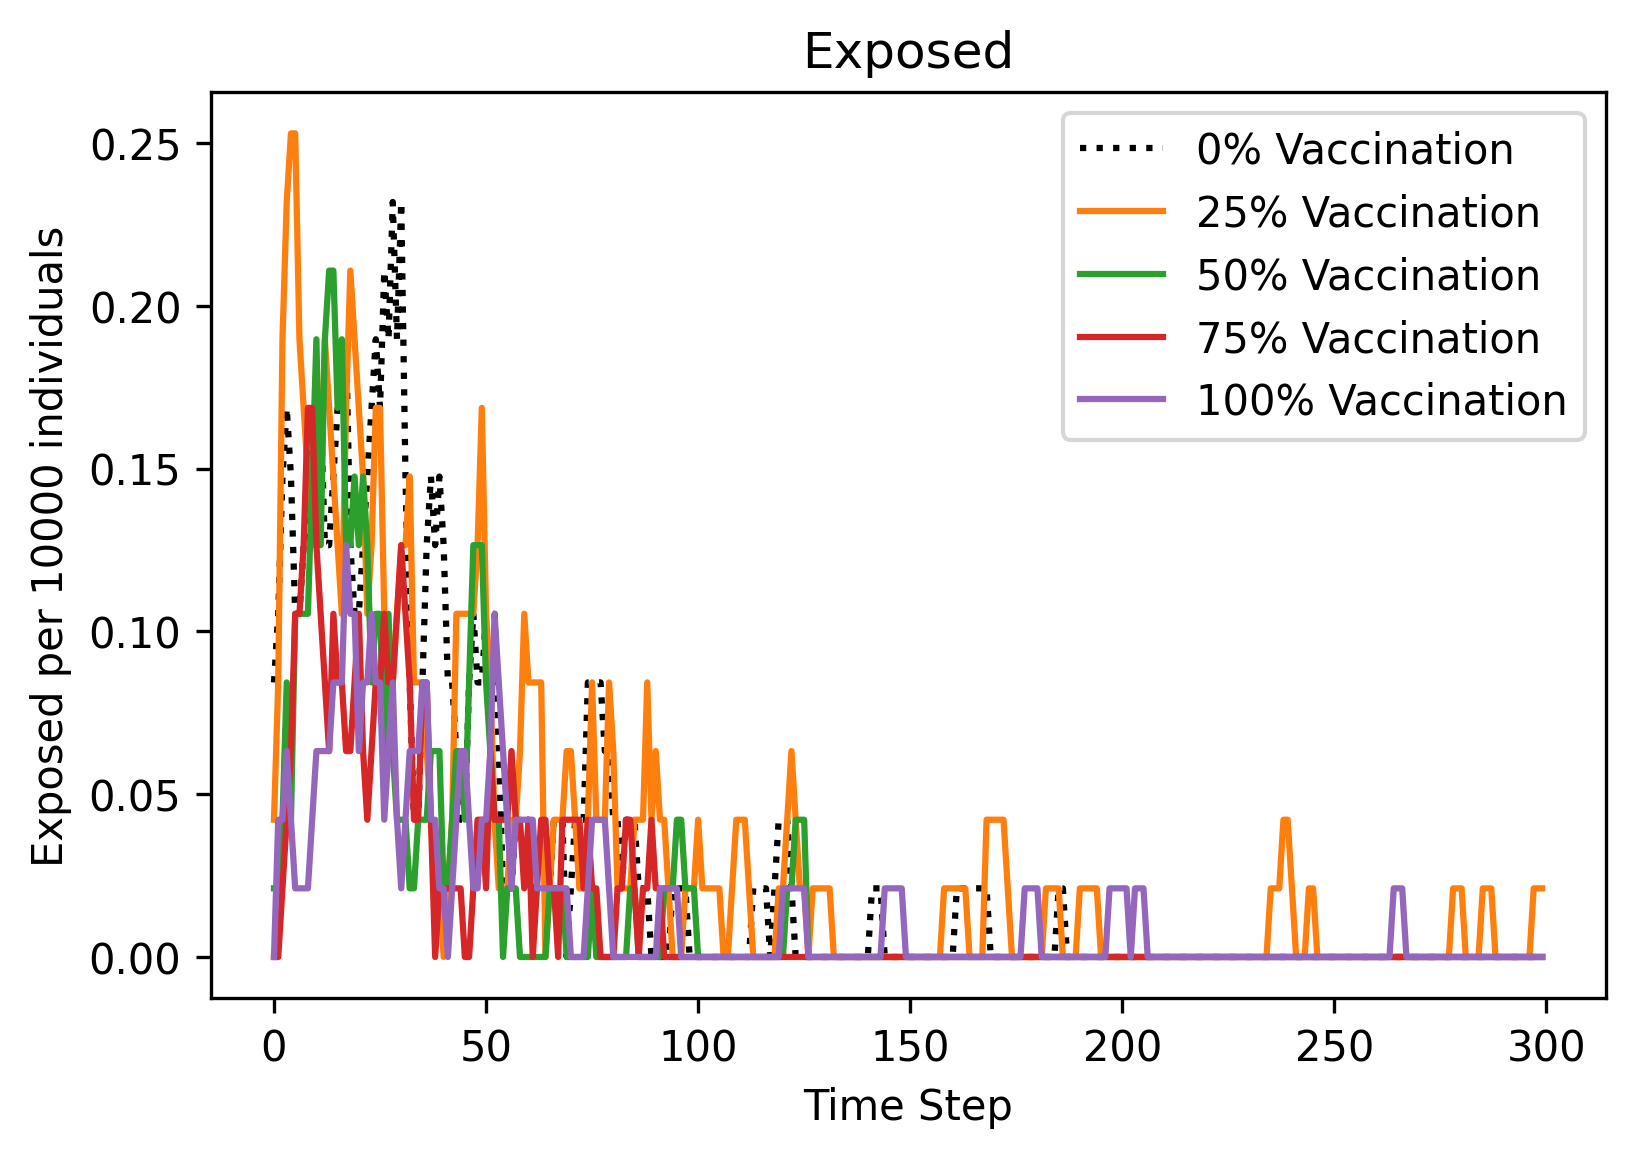 Exposed
0% Vaccination
25% Vaccination
50% Vaccination
75% Vaccination
100% Vaccination
Exposed per 10000 individuals
0.25
0.20
0.15
0.10
0.05
0.00
0 50 100 150 200 250 300
Time Step